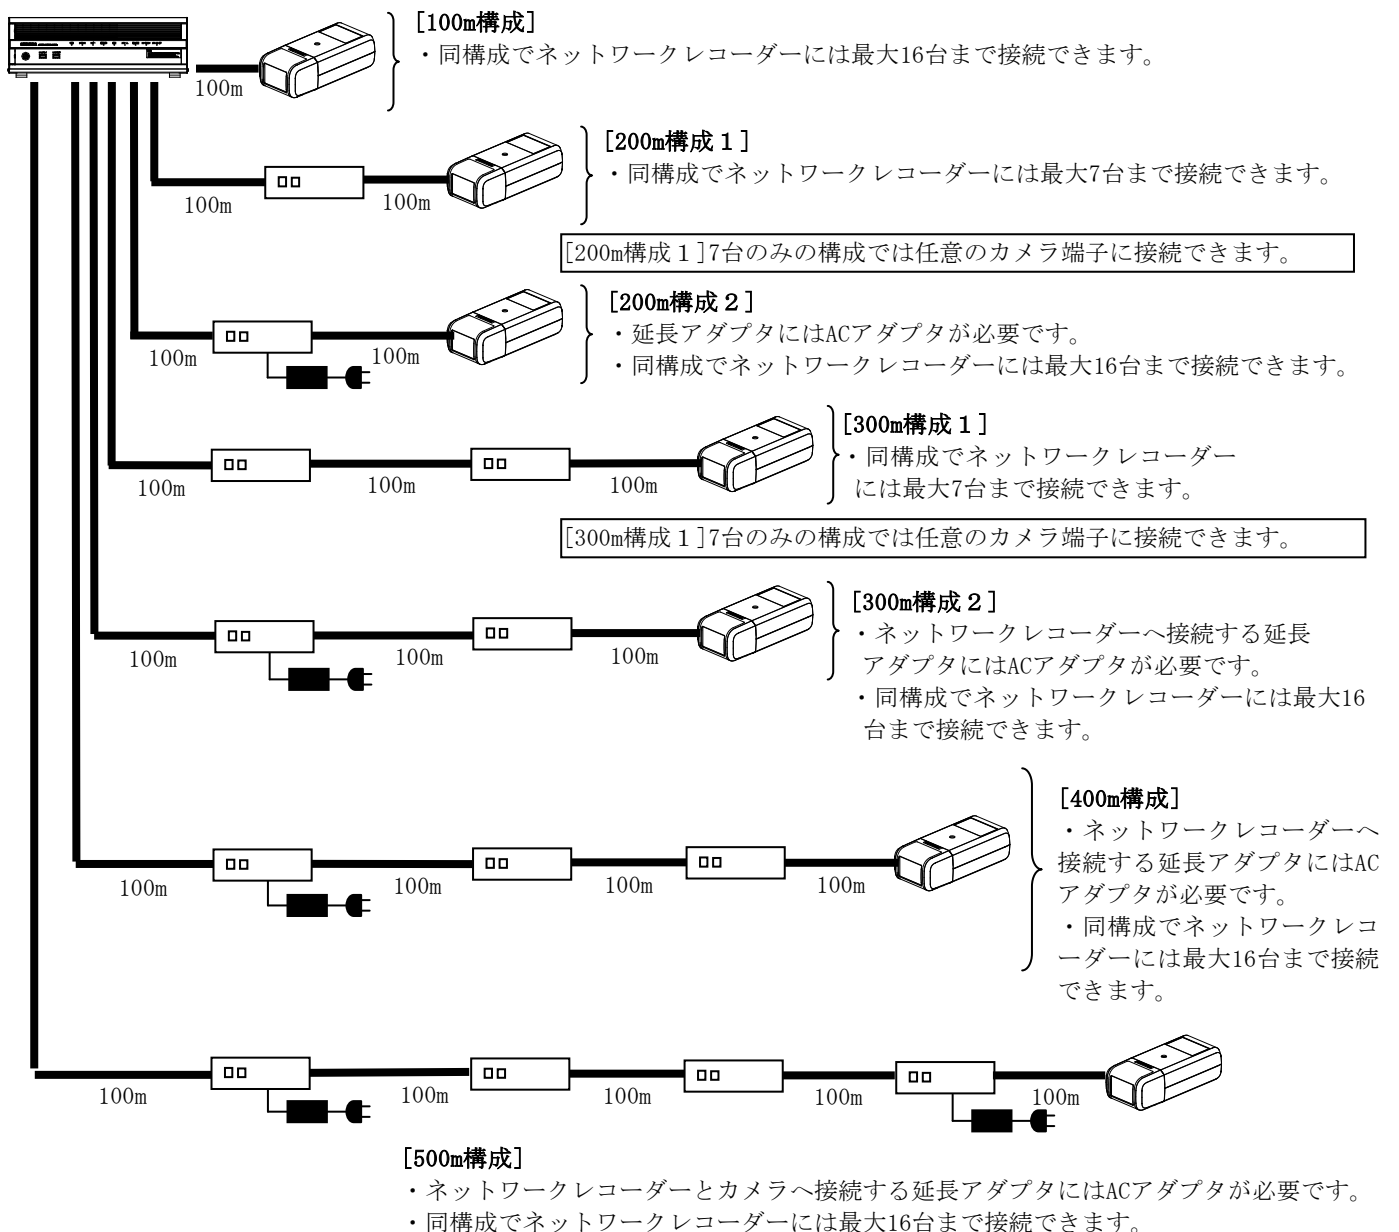 [100m構成]
・同構成でネットワークレコーダーには最大16台まで接続できます。
100m
[200m構成１]
・同構成でネットワークレコーダーには最大7台まで接続できます。
100m
100m
[200m構成１]7台のみの構成では任意のカメラ端子に接続できます。
[200m構成２]
・延長アダプタにはACアダプタが必要です。
・同構成でネットワークレコーダーには最大16台まで接続できます。
100m
100m
[300m構成１]
・同構成でネットワークレコーダー
には最大7台まで接続できます。
100m
100m
100m
[300m構成１]7台のみの構成では任意のカメラ端子に接続できます。
[300m構成２]
・ネットワークレコーダーへ接続する延長
アダプタにはACアダプタが必要です。
・同構成でネットワークレコーダーには最大16
台まで接続できます。
100m
100m
100m
[400m構成]
・ネットワークレコーダーへ
接続する延長アダプタにはAC
アダプタが必要です。
・同構成でネットワークレコ
ーダーには最大16台まで接続
できます。
100m
100m
100m
100m
100m
100m
100m
100m
100m
[500m構成]
・ネットワークレコーダーとカメラへ接続する延長アダプタにはACアダプタが必要です。
・同構成でネットワークレコーダーには最大16台まで接続できます。